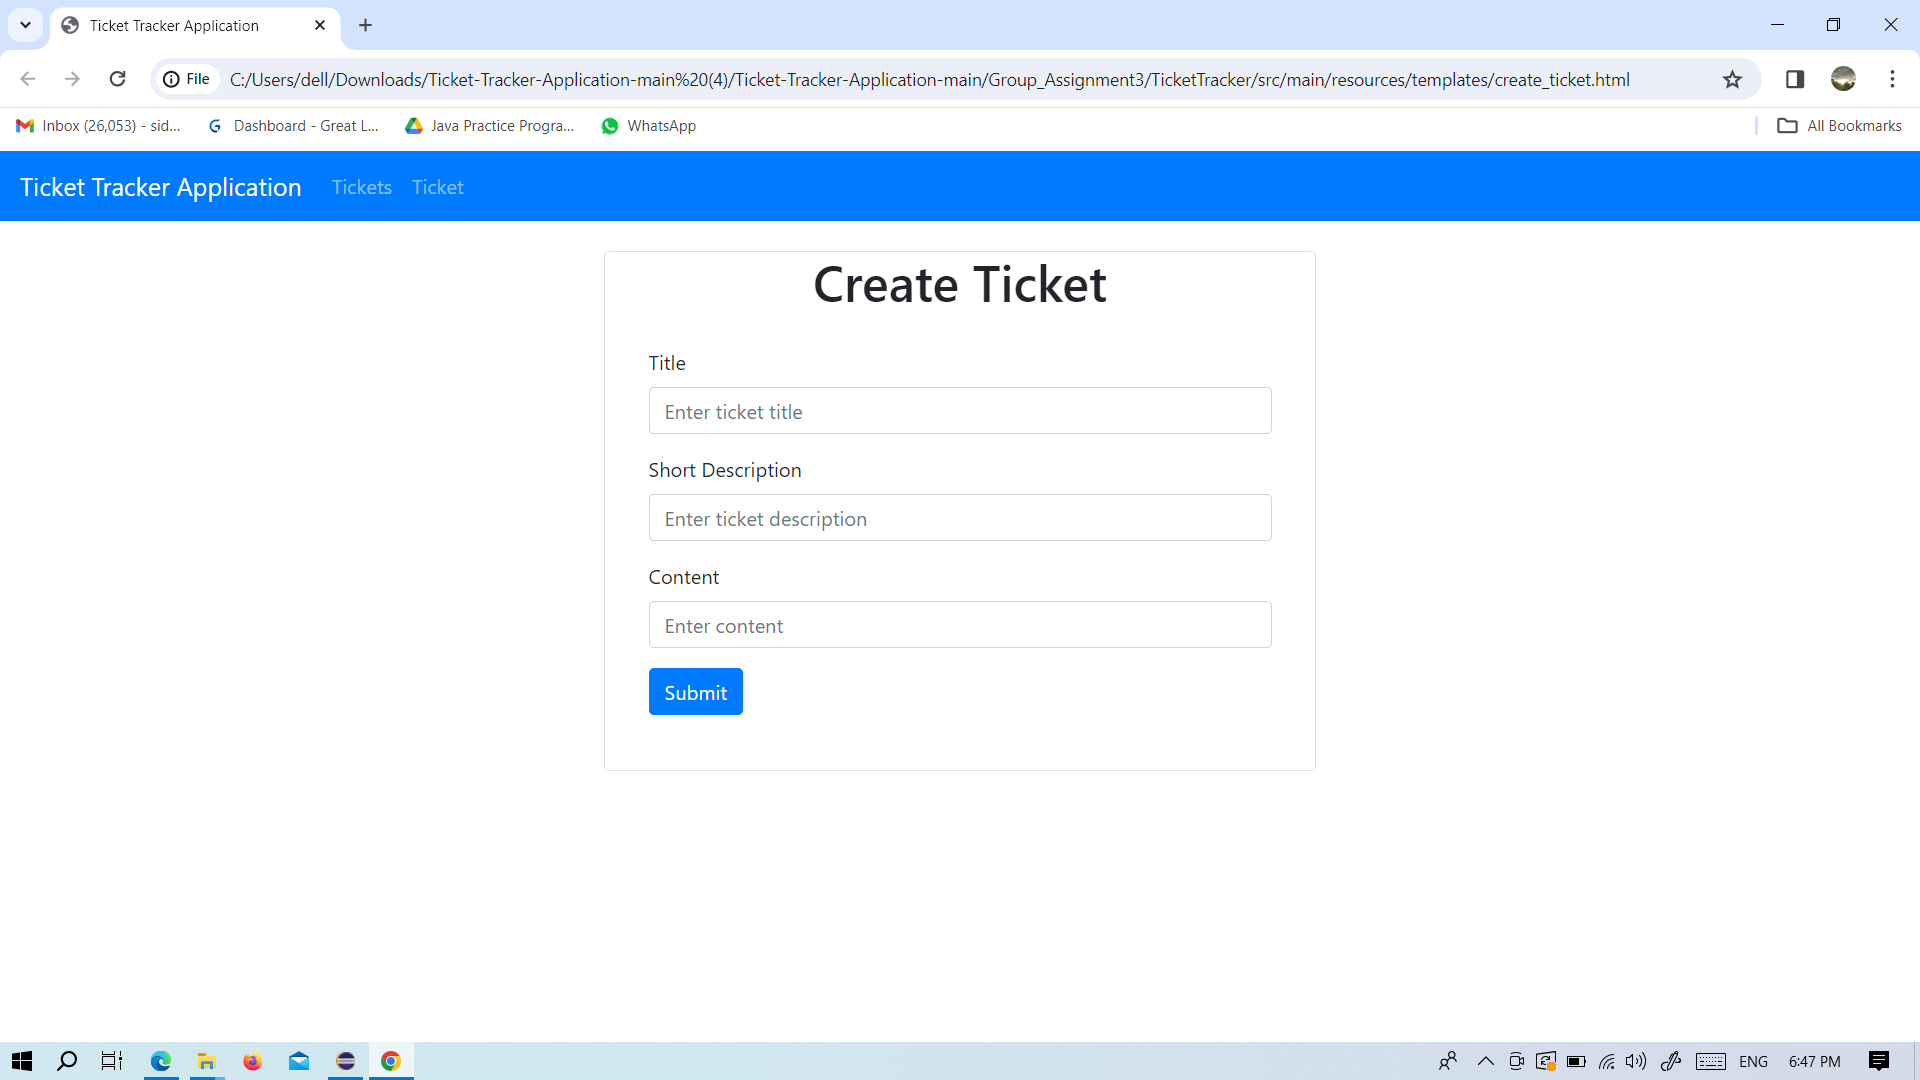 Ticket Tracker Application
File C:/Users/dell/Downloads/Ticket-Tracker-Application-main%20(4)/Ticket-Tracker-Application-main/Group_Assignment3/TicketTracker/src/main/resources/templates/create_ticket.html
Inbox (26,053) - sid... Dashboard - Great L... Java Practice Progra... WhatsApp All Bookmarks
Ticket Tracker Application Tickets Ticket
Create Ticket
Title
Enter ticket title
Short Description
Enter ticket description
Content
Enter content
Submit
ENG 6:47 PM